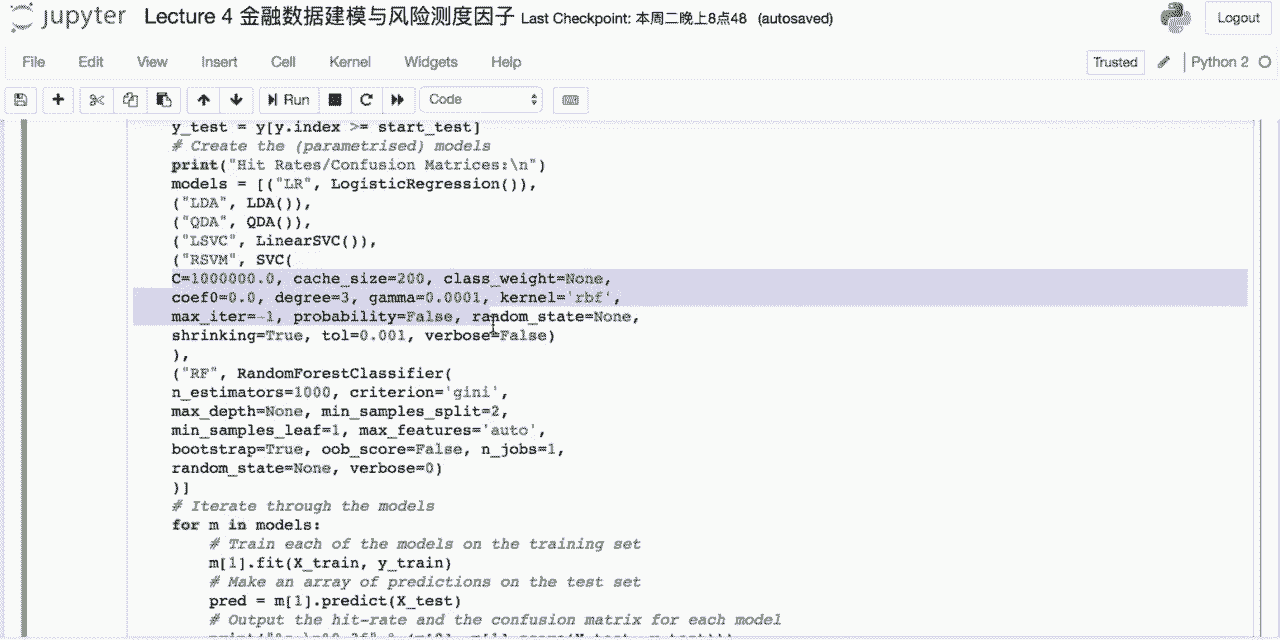 jupyter Lecture 4 金融数据建模与风险测度因子 Last Checkpoint: 本周二晚上8点48 (autosaved)
Logout
File Edit View Insert Cell Kernel Widgets Help
Trusted Python 2
Run Code
y_test = y[y.index >= start_test]
# Create the (parametrised) models
print("Hit Rates/Confusion Matrices:\n")
models = [("LR", LogisticRegression()),
("LDA", LDA()),
("QDA", QDA()),
("LSVC", LinearSVC()),
("RSVM", SVC(
C=1000000.0, cache_size=200, class_weight=None,
coef0=0.0, degree=3, gamma=0.0001, kernel='rbf',
max_iter=-1, probability=False, random_state=None,
shrinking=True, tol=0.001, verbose=False)
),
("RF", RandomForestClassifier(
n_estimators=1000, criterion='gini',
max_depth=None, min_samples_split=2,
min_samples_leaf=1, max_features='auto',
bootstrap=True, oob_score=False, n_jobs=1,
random_state=None, verbose=0)
)]
# Iterate through the models
for m in models:
# Train each of the models on the training set
m[1].fit(X_train, y_train)
# Make an array of predictions on the test set
pred = m[1].predict(X_test)
# Output the hit-rate and the confusion matrix for each model